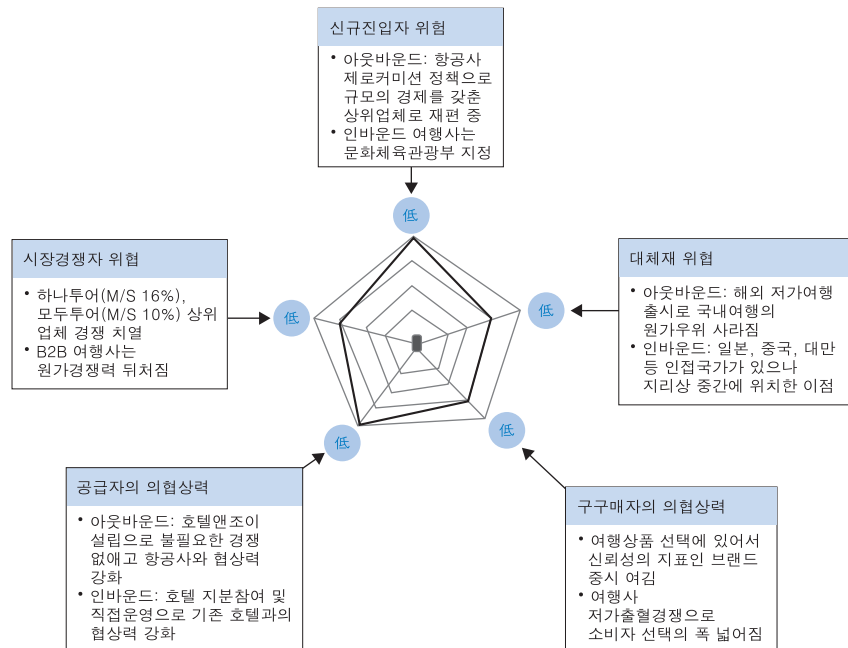 신규진입자 위험
• 아웃바운드: 항공사
제로커미션 정책으로
규모의 경제를 갖춘
상위업체로 재편 중
• 인바운드 여행사는
문화체육관광부 지정
低
시장경쟁자 위협
• 하나투어(M/S 16%),
모두투어(M/S 10%) 상위
업체 경쟁 치열
• B2B 여행사는
원가경쟁력 뒤처짐
低
대체재 위협
• 아웃바운드: 해외 저가여행
출시로 국내여행의
원가우위 사라짐
• 인바운드: 일본, 중국, 대만
등 인접국가가 있으나
지리상 중간에 위치한 이점
低
공급자의 의협상력
• 아웃바운드: 호텔앤조이
설립으로 불필요한 경쟁
없애고 항공사와 협상력
강화
• 인바운드: 호텔 지분참여 및
직접운영으로 기존 호텔과의
협상력 강화
低
구구매자의 의협상력
• 여행상품 선택에 있어서
신뢰성의 지표인 브랜드
중시 여김
• 여행사
저가출혈경쟁으로
소비자 선택의 폭 넓어짐
低